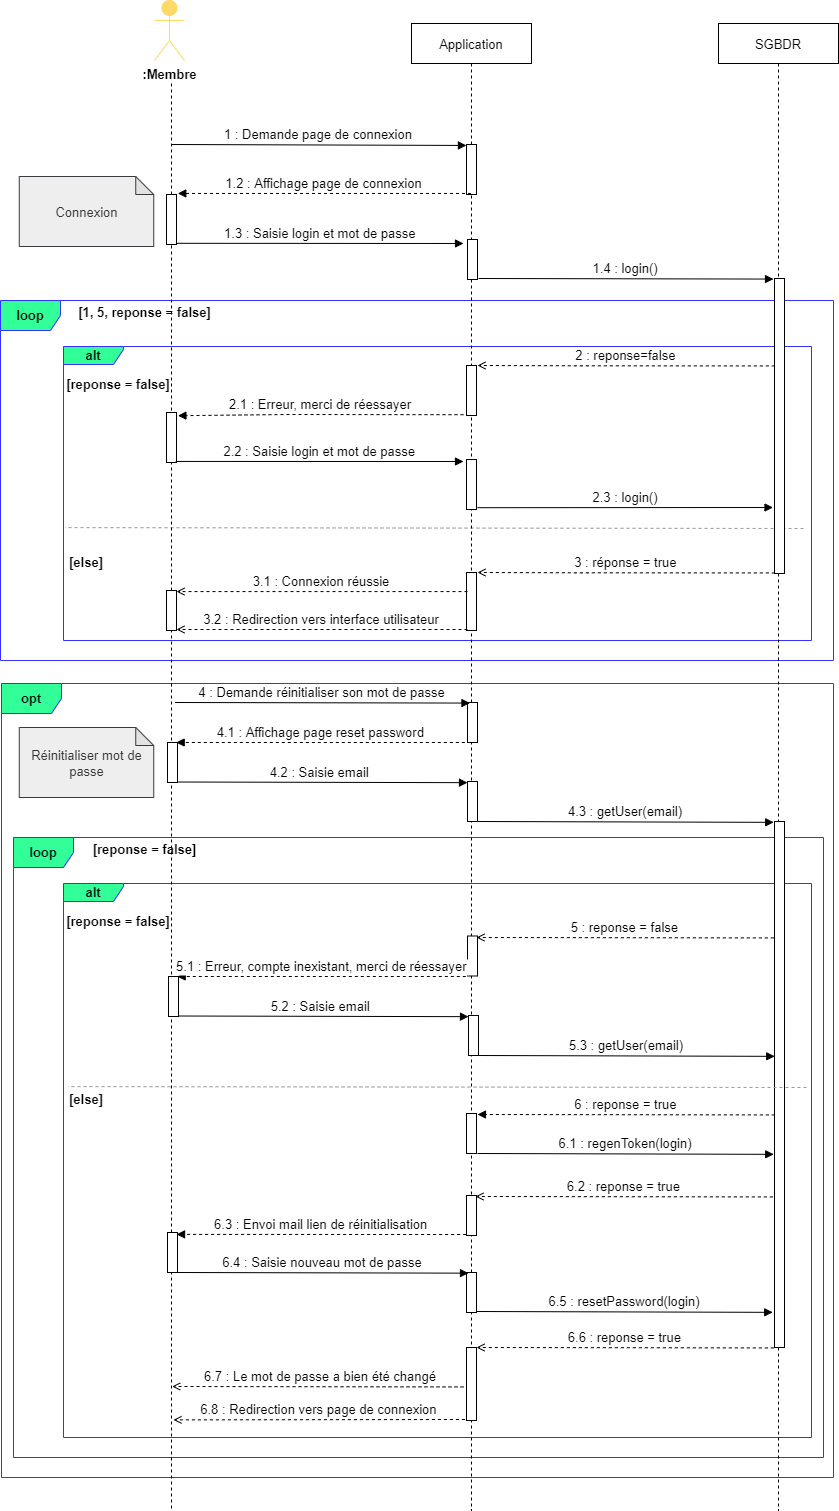 Application
SGBDR
:Membre
1 : Demande page de connexion
1.2 : Affichage page de connexion
Connexion
1.3 : Saisie login et mot de passe
1.4 : login()
loop
[1, 5, reponse = false]
alt
2 : reponse=false
[reponse = false]
2.1 : Erreur, merci de réessayer
2.2 : Saisie login et mot de passe
2.3 : login()
[else]
3 : réponse = true
3.1 : Connexion réussie
3.2 : Redirection vers interface utilisateur
opt
4 : Demande réinitialiser son mot de passe
4.1 : Affichage page reset password
Réinitialiser mot de
passe
4.2 : Saisie email
4.3 : getUser(email)
loop
[reponse = false]
alt
[reponse = false]
5 : reponse = false
5.1 : Erreur, compte inexistant, merci de réessayer
5.2 : Saisie email
5.3 : getUser(email)
[else]
6 : reponse = true
6.1 : regenToken(login)
6.2 : reponse = true
6.3 : Envoi mail lien de réinitialisation
6.4 : Saisie nouveau mot de passe
6.5 : resetPassword(login)
6.6 : reponse = true
6.7 : Le mot de passe a bien été changé
6.8 : Redirection vers page de connexion